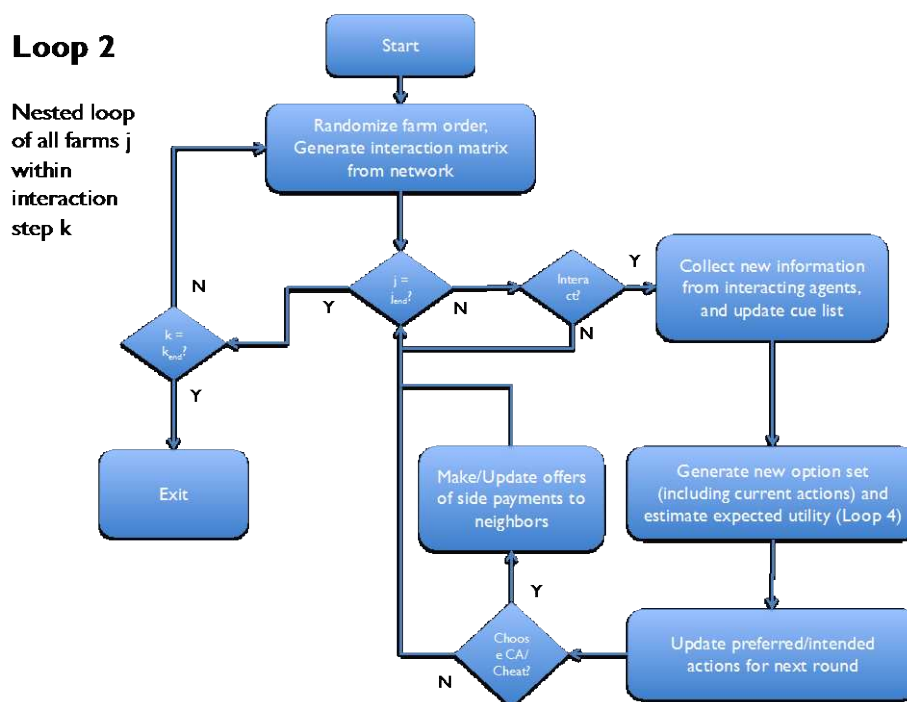 Loop 2
Nested loop
of all farms j
within
interaction
step k
Start
Randomize farm order,
Generate interaction matrix
from network
j =
jend?
Y
N
Intera
ct?
Y
N
Collect new information
from interacting agents,
and update cue list
N
k =
kend?
Y
Exit
Make/Update offers
of side payments to
neighbors
Generate new option set
(including current actions) and
estimate expected utility (Loop 4)
Y
Choos
e CA/
Cheat?
N
Update preferred/intended
actions for next round